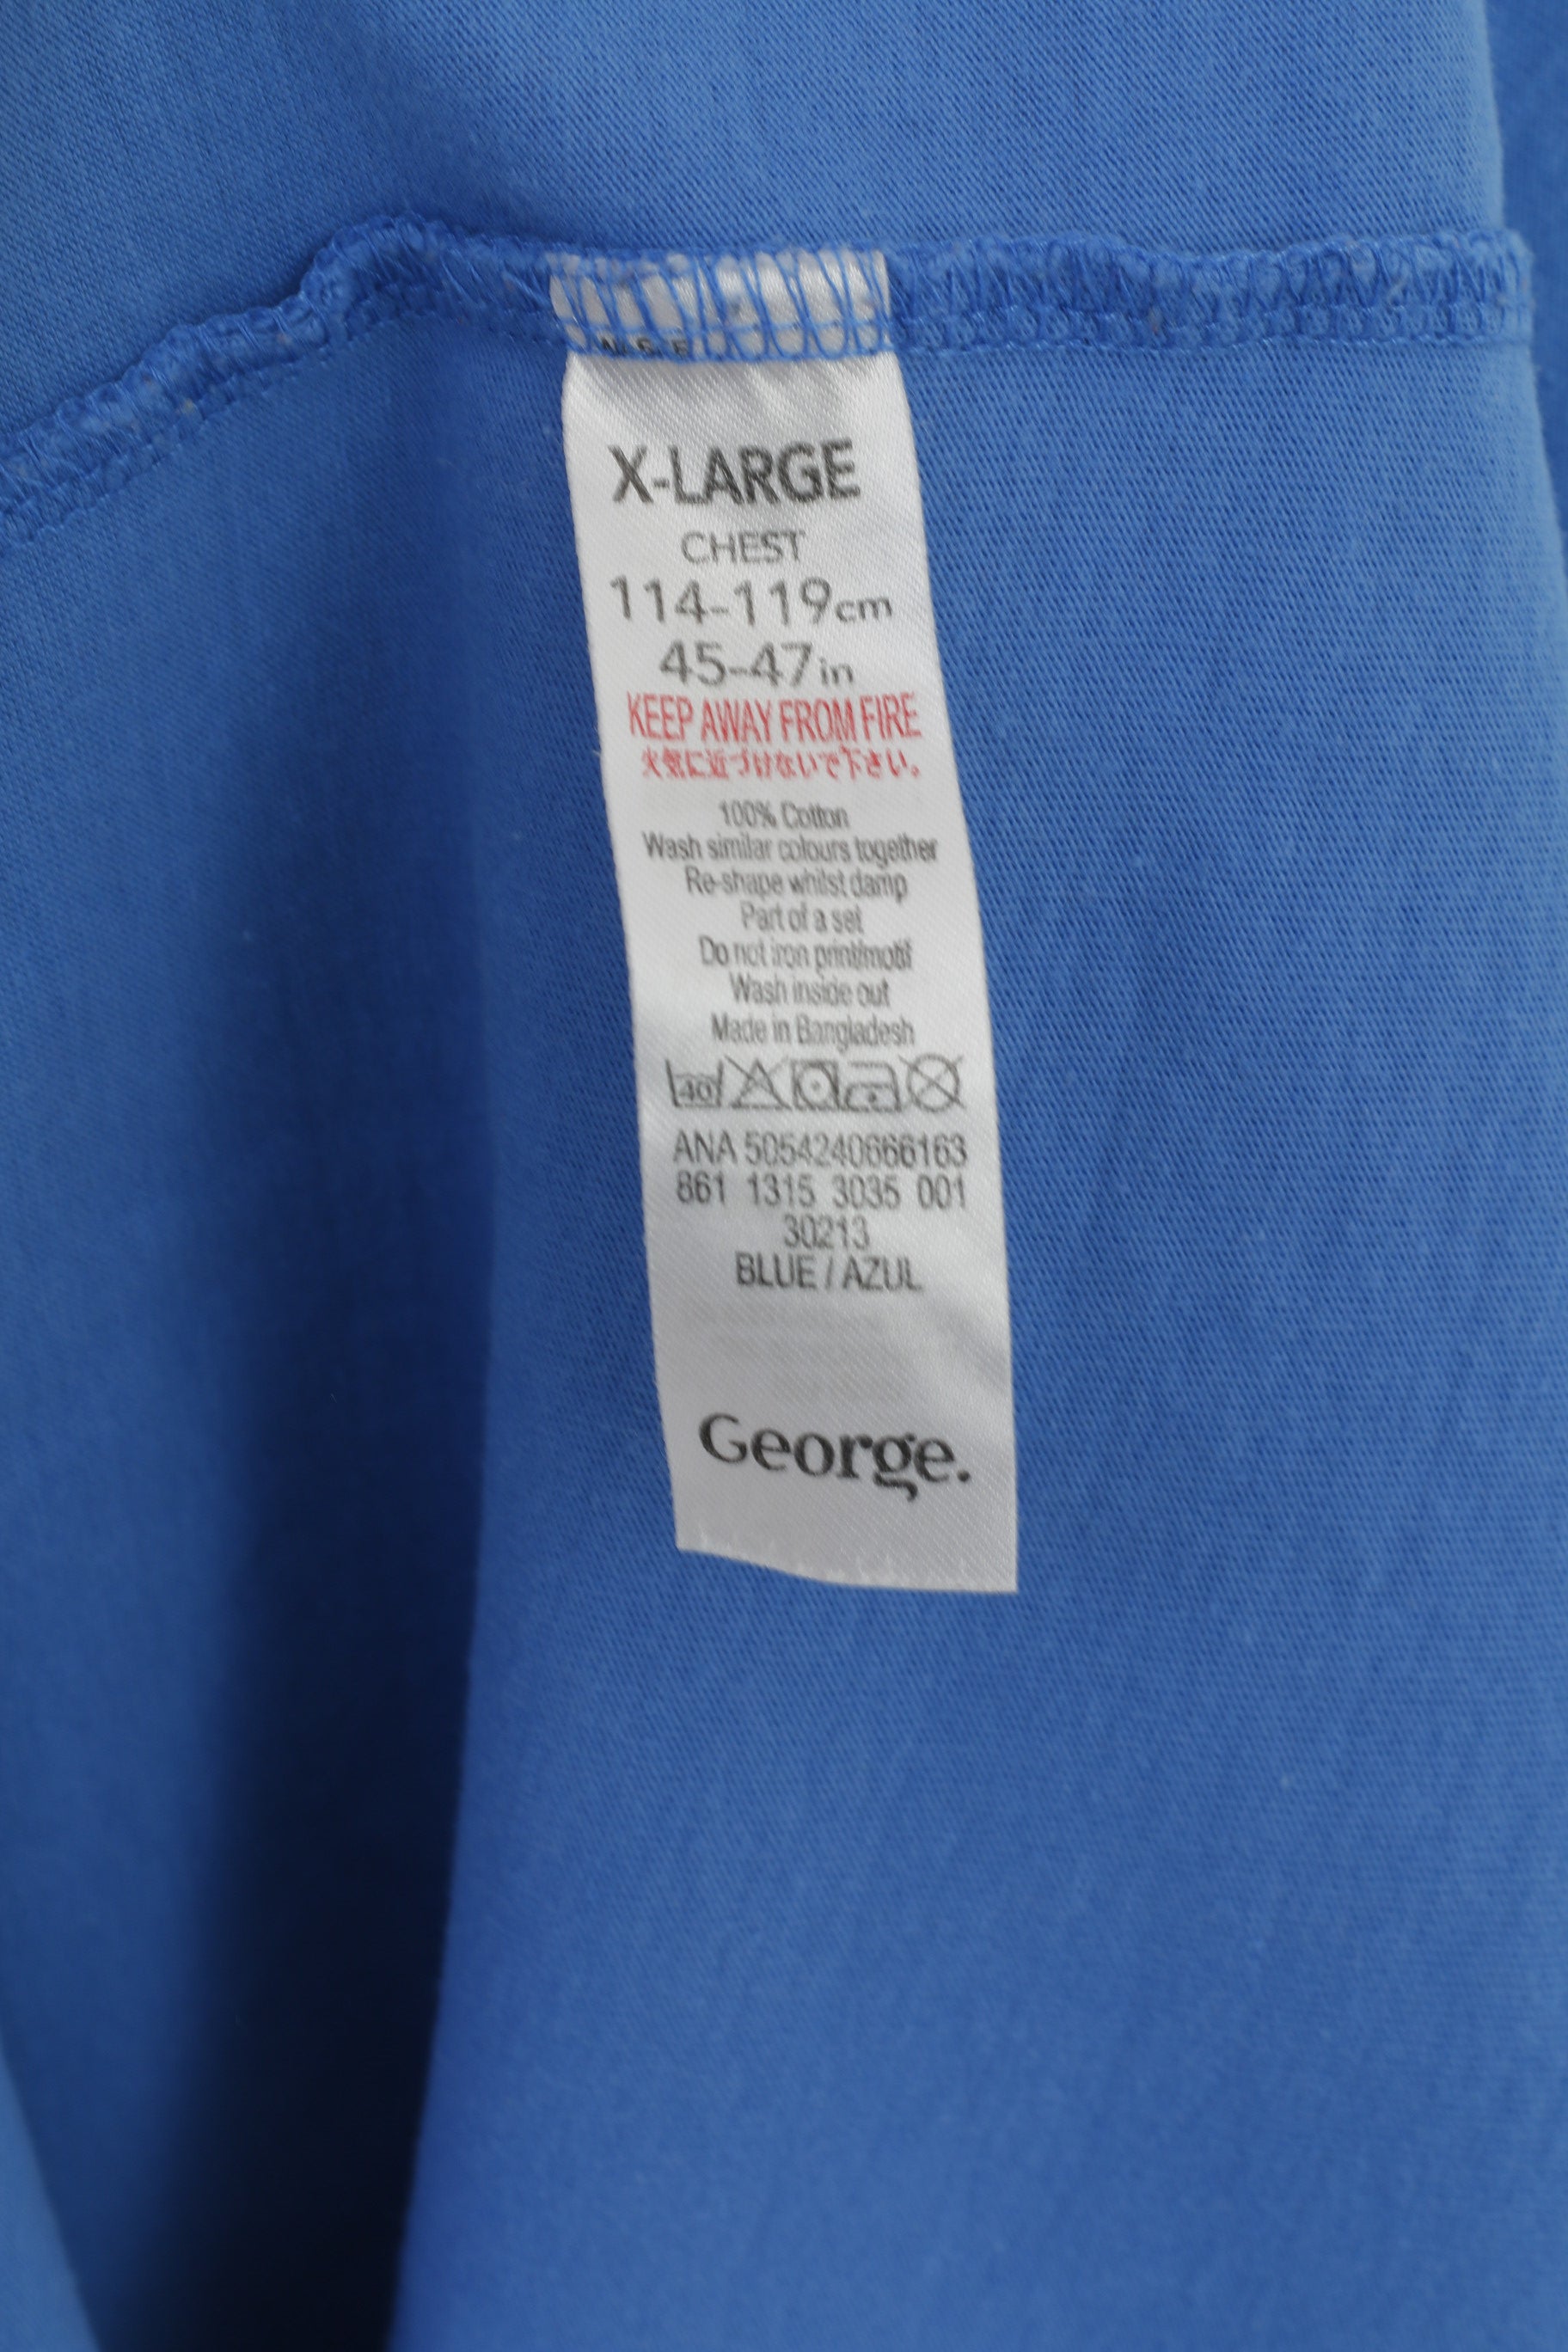 X-LARGE
CHEST
114-119cm
45-47in
KEEP AWAY FROM FIRE
火気に近づけないで下さい。
100% Cotton
Wash similar colours together
Re-shape whilst damp
Part of a set
Do not iron print/motif
Wash inside out
Made in Bangladesh
40
ANA 5054240666163
861 1315 3035 001
30213
BLUE / AZUL
George.